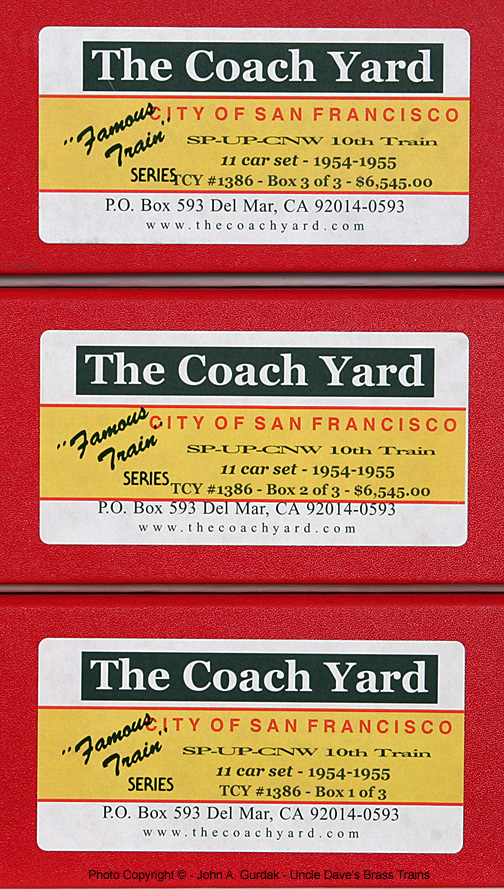 The Coach Yard
"Famous Train" SERIES
CITY OF SAN FRANCISCO
SP-UP-CNW 10th Train
11 car set - 1954-1955
TCY #1386 - Box 3 of 3 - $6,545.00
P.O. Box 593 Del Mar, CA 92014-0593
www.thecoachyard.com
The Coach Yard
"Famous Train" SERIES
CITY OF SAN FRANCISCO
SP-UP-CNW 10th Train
11 car set - 1954-1955
TCY #1386 - Box 2 of 3 - $6,545.00
P.O. Box 593 Del Mar, CA 92014-0593
www.thecoachyard.com
The Coach Yard
"Famous Train" SERIES
CITY OF SAN FRANCISCO
SP-UP-CNW 10th Train
11 car set - 1954-1955
TCY #1386 - Box 1 of 3
P.O. Box 593 Del Mar, CA 92014-0593
www.thecoachyard.com
Photo Copyright © - John A. Gurdak - Uncle Dave's Brass Trains